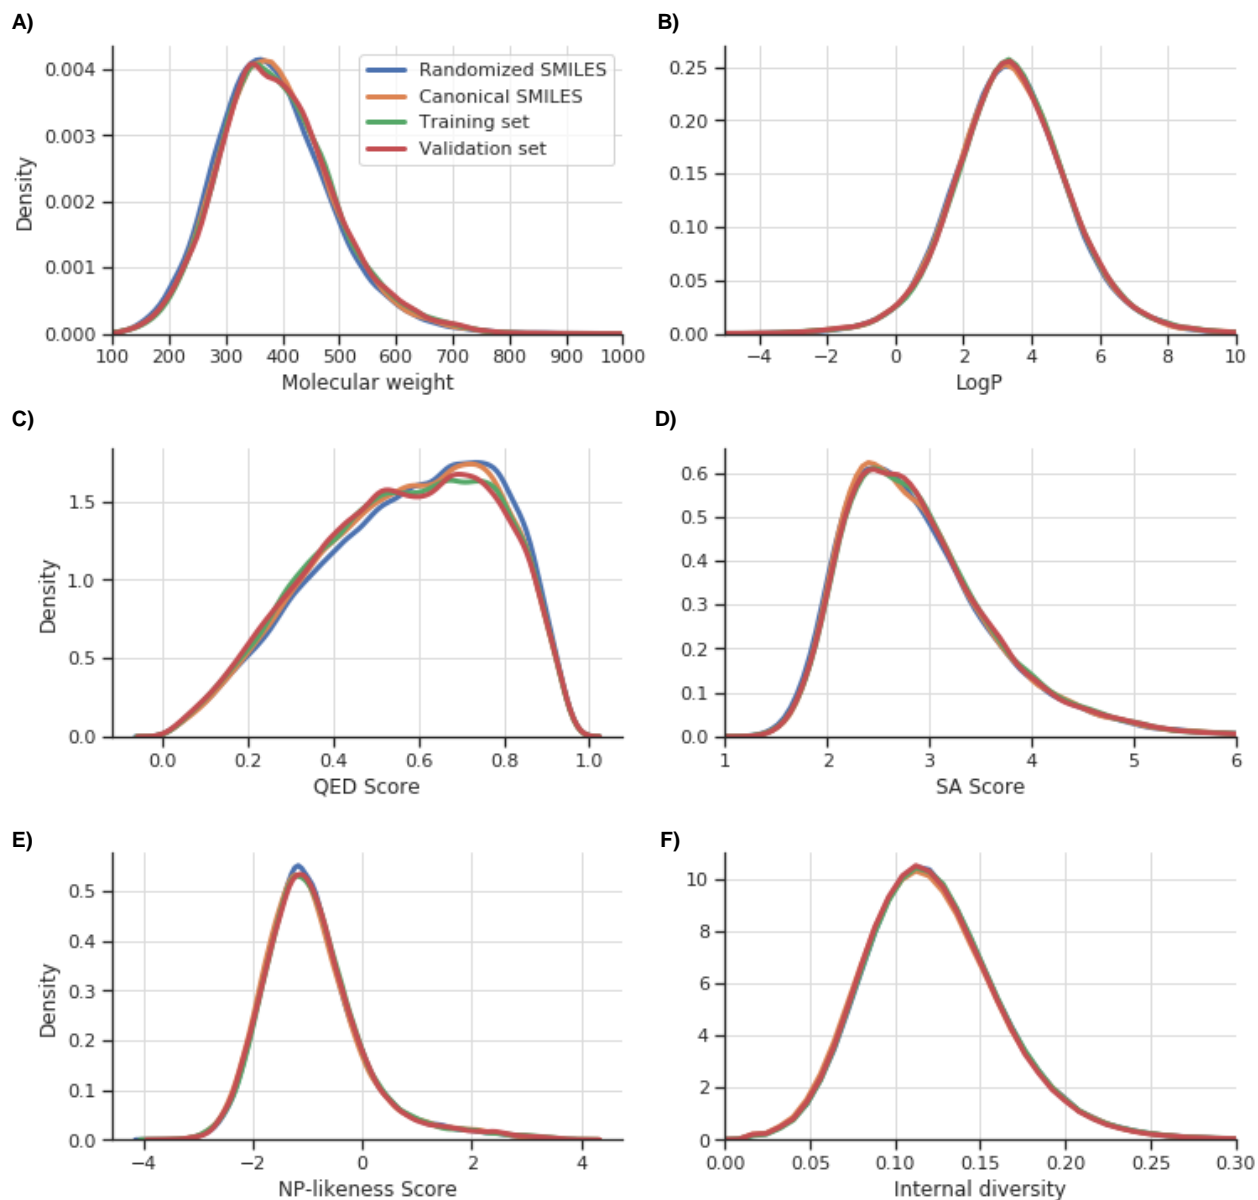 A)
0.004
0.003
0.002
0.001
0.000
Density
100 200 300 400 500 600 700 800 900 1000
Molecular weight
Randomized SMILES
Canonical SMILES
Training set
Validation set
B)
0.25
0.20
0.15
0.10
0.05
0.00
−4 −2 0 2 4 6 8 10
LogP
C)
1.5
1.0
0.5
0.0
Density
0.0 0.2 0.4 0.6 0.8 1.0
QED Score
D)
0.6
0.5
0.4
0.3
0.2
0.1
0.0
1 2 3 4 5 6
SA Score
E)
0.5
0.4
0.3
0.2
0.1
0.0
Density
−4 −2 0 2 4
NP-likeness Score
F)
10
8
6
4
2
0
0.00 0.05 0.10 0.15 0.20 0.25 0.30
Internal diversity